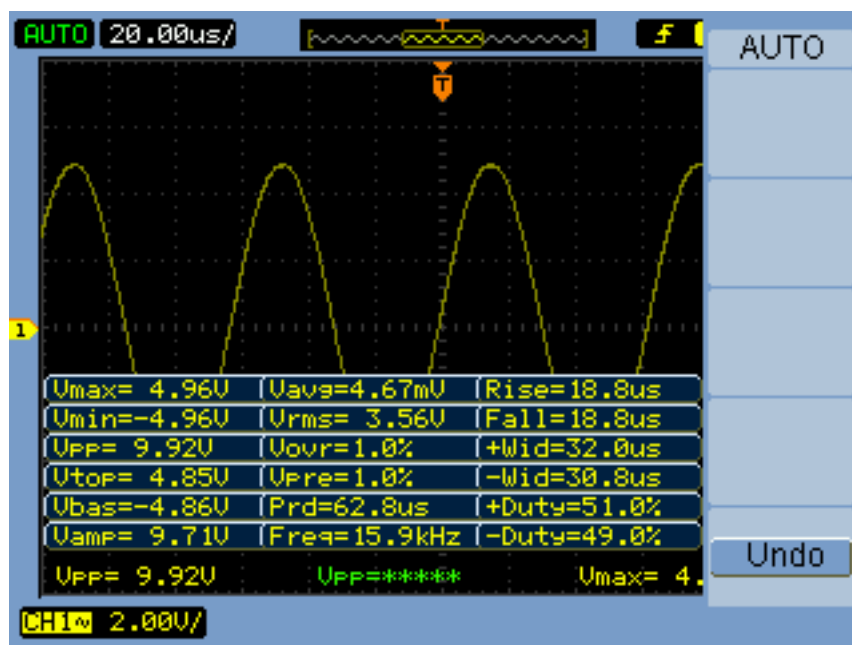 AUTO 20.00us/ T AUTO
T
1
Vmax= 4.96V Vavg=4.67mV Rise=18.8us
Vmin=-4.96V Vrms= 3.56V Fall=18.8us
Vpp= 9.92V Vovr=1.0% +Wid=32.0us
Vtop= 4.85V Vpre=1.0% -Wid=30.8us
Vbas=-4.86V Prd=62.8us +Duty=51.0%
Vamp= 9.71V Freq=15.9kHz -Duty=49.0%
Undo
Vpp= 9.92V Vpp=***** Vmax= 4.
CH1~ 2.00V/